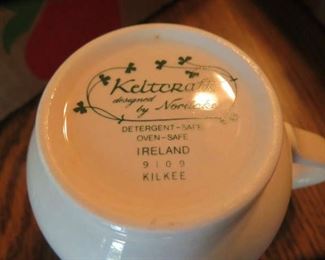 Keltcraft
designed
by Noritake
DETERGENT-SAFE
OVEN-SAFE
IRELAND
9109
KILKEE